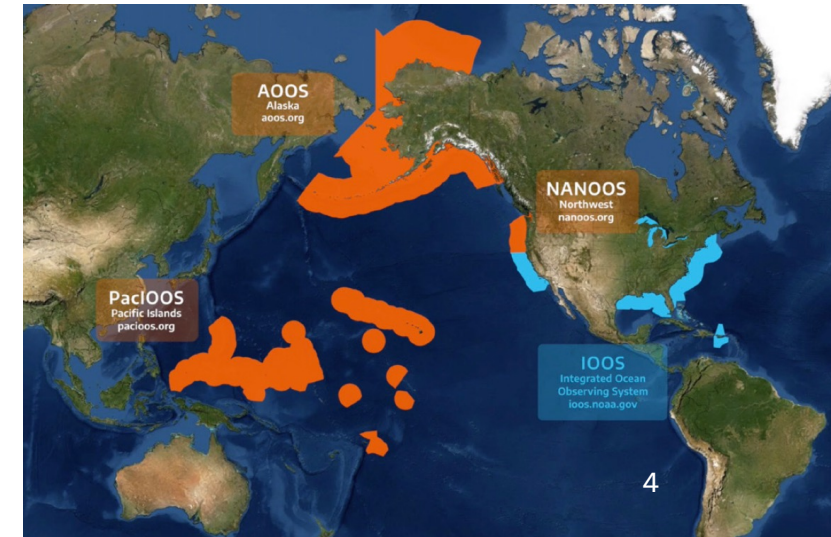 AOOS
Alaska
aoos.org
NANOOS
Northwest
nanoos.org
PacIOOS
Pacific Islands
pacioos.org
IOOS
Integrated Ocean
Observing System
ioos.noaa.gov
4